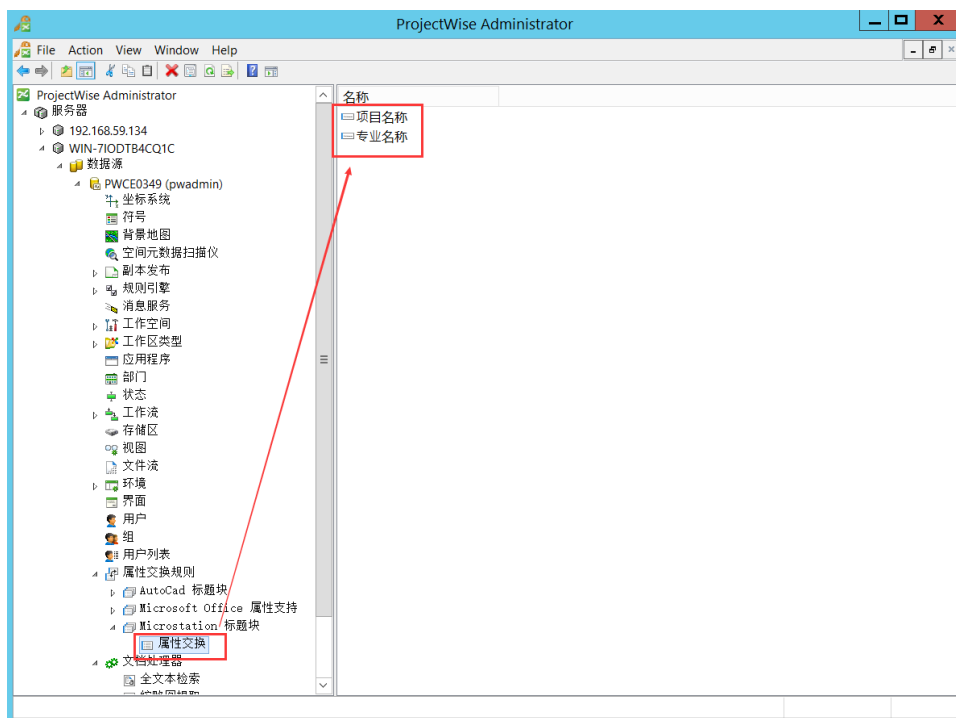 ProjectWise Administrator
File Action View Window Help
ProjectWise Administrator
服务器
192.168.59.134
WIN-7IODTB4CQ1C
数据源
PWCE0349 (pwadmin)
坐标系统
符号
背景地图
空间元数据扫描仪
副本发布
规则引擎
消息服务
工作空间
工作区类型
应用程序
部门
状态
工作流
存储区
视图
文件流
环境
界面
用户
组
用户列表
属性交换规则
AutoCad 标题块
Microsoft Office 属性支持
Microstation 标题块
属性交换
文档处理器
全文本检索
名称
项目名称
专业名称